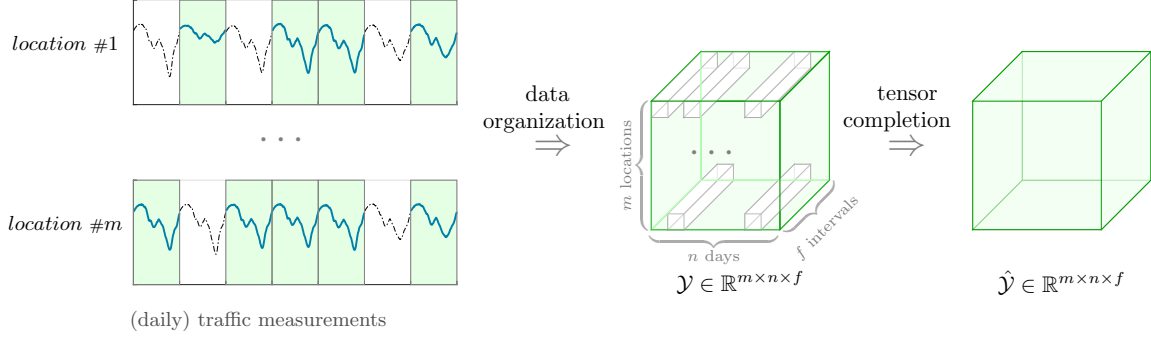 location #1
. . .
location #m
(daily) traffic measurements
data
organization
⇒
m locations
. . .
n days
f intervals
𝒴 ∈ ℝ^{m×n×f}
tensor
completion
⇒
𝒴̂ ∈ ℝ^{m×n×f}